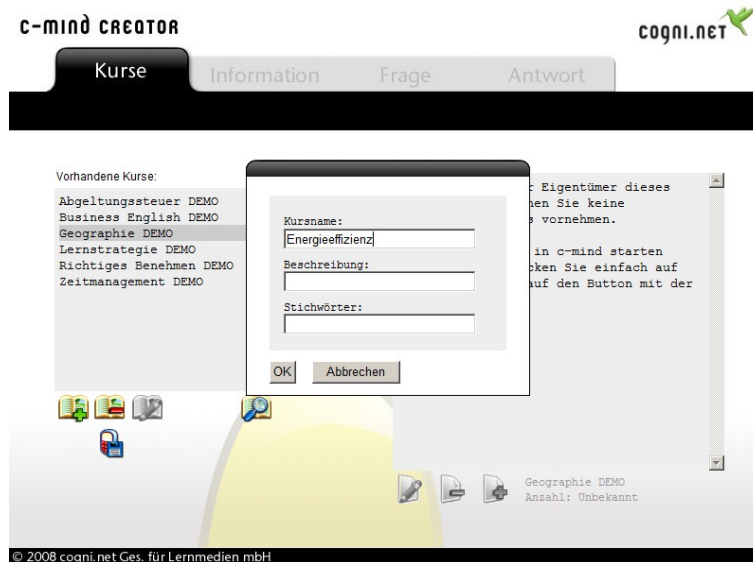 c-mind creator
cogni.net
Kurse
Information
Frage
Antwort
Vorhandene Kurse:
Abgeltungssteuer DEMO
Business English DEMO
Geographie DEMO
Lernstrategie DEMO
Richtiges Benehmen DEMO
Zeitmanagement DEMO
Kursname:
Energieeffizienz
Beschreibung:
Stichwörter:
OK
Abbrechen
Eigentümer dieses
Sie keine
vornehmen.
in c-mind starten
Sie einfach auf
auf den Button mit der
Geographie DEMO
Anzahl: Unbekannt
© 2008 cogni.net Ges. für Lernmedien mbH